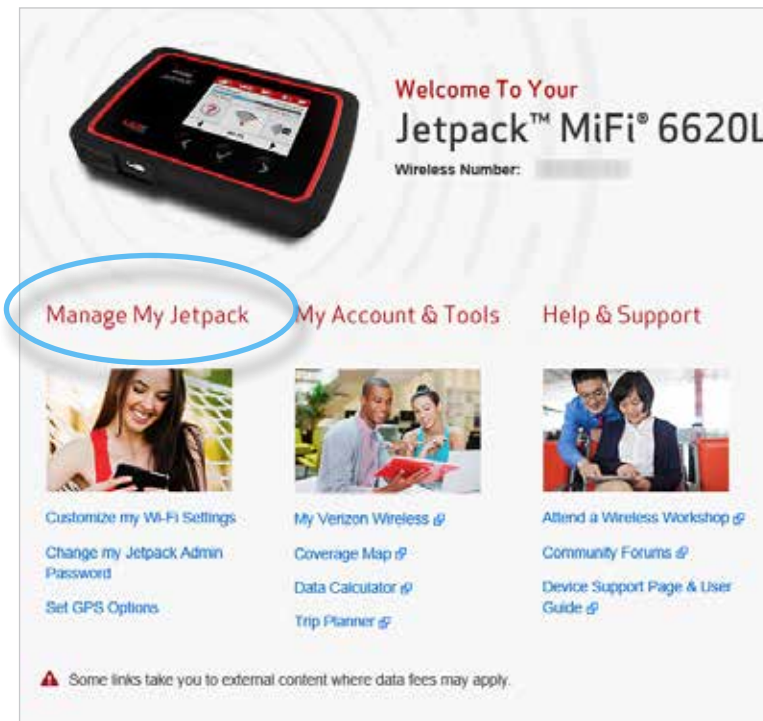 Welcome To Your
Jetpack™ MiFi® 6620L
Wireless Number:
Manage My Jetpack
My Account & Tools
Help & Support
Customize my Wi-Fi Settings
Change my Jetpack Admin
Password
Set GPS Options
My Verizon Wireless
Coverage Map
Data Calculator
Trip Planner
Attend a Wireless Workshop
Community Forums
Device Support Page & User
Guide
Some links take you to external content where data fees may apply.